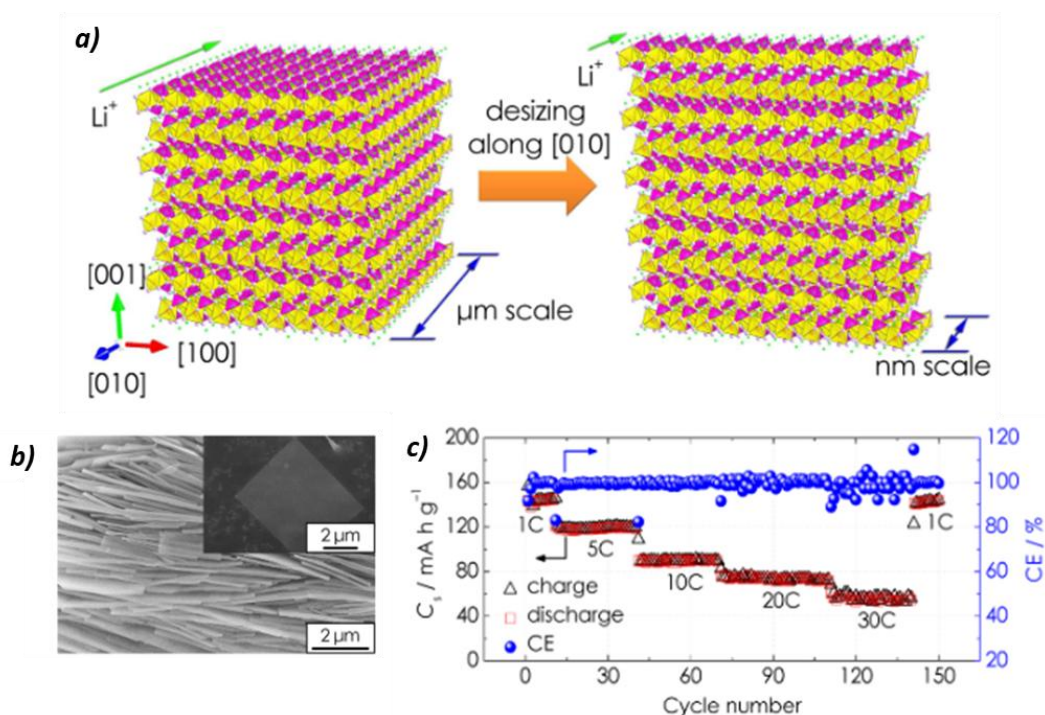 a)
Li⁺
[001]
[100]
[010]
µm scale
desizing
along [010]
Li⁺
nm scale
b)
2 µm
2 µm
c)
200
160
120
80
40
0
Cₛ / mA h g⁻¹
120
100
80
60
40
20
CE / %
1C
5C
10C
20C
30C
1C
charge
discharge
CE
0
30
60
90
120
150
Cycle number